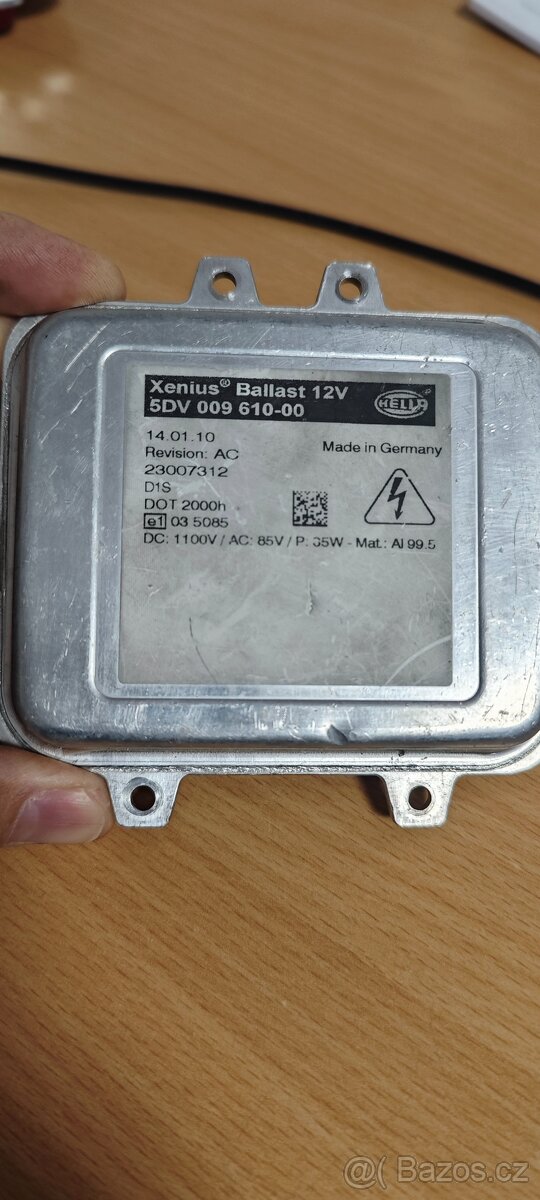 Xenius® Ballast 12V
5DV 009 610-00
HELLA
14.01.10
Made in Germany
Revision: AC
23007312
D1S
DOT 2000h
e1 03 5085
DC: 1100V / AC: 85V / P: 35W - Mat.: Al 99.5
@( Bazos.cz